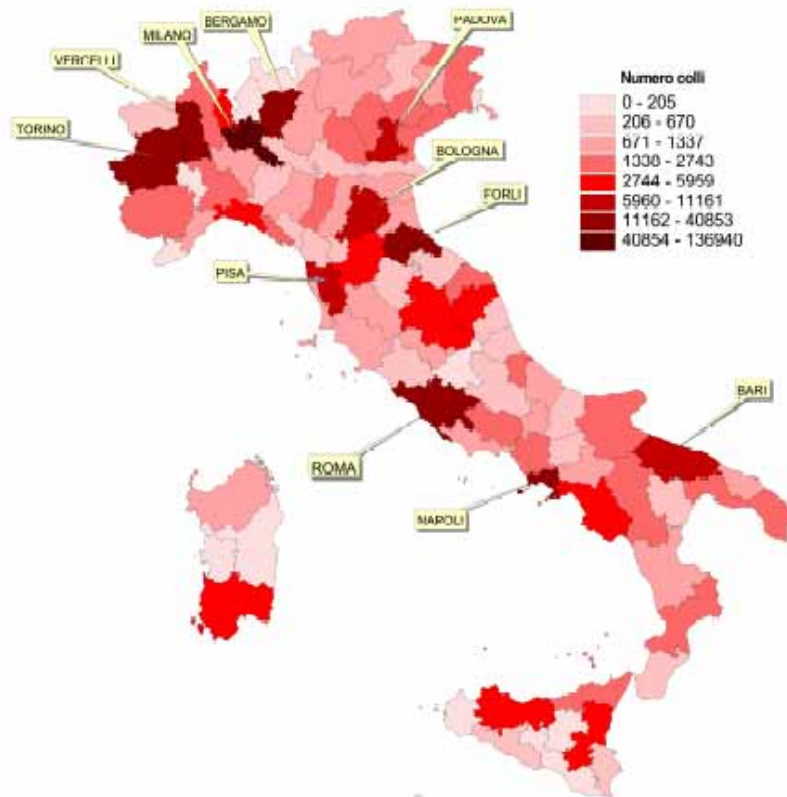 BERGAMO
PADOVA
MILANO
VERCELLI
TORINO
BOLOGNA
FORLI
PISA
BARI
ROMA
NAPOLI
Numero colli
0 - 205
206 - 670
671 - 1337
1338 - 2743
2744 - 5959
5960 - 11161
11162 - 40853
40854 - 136940